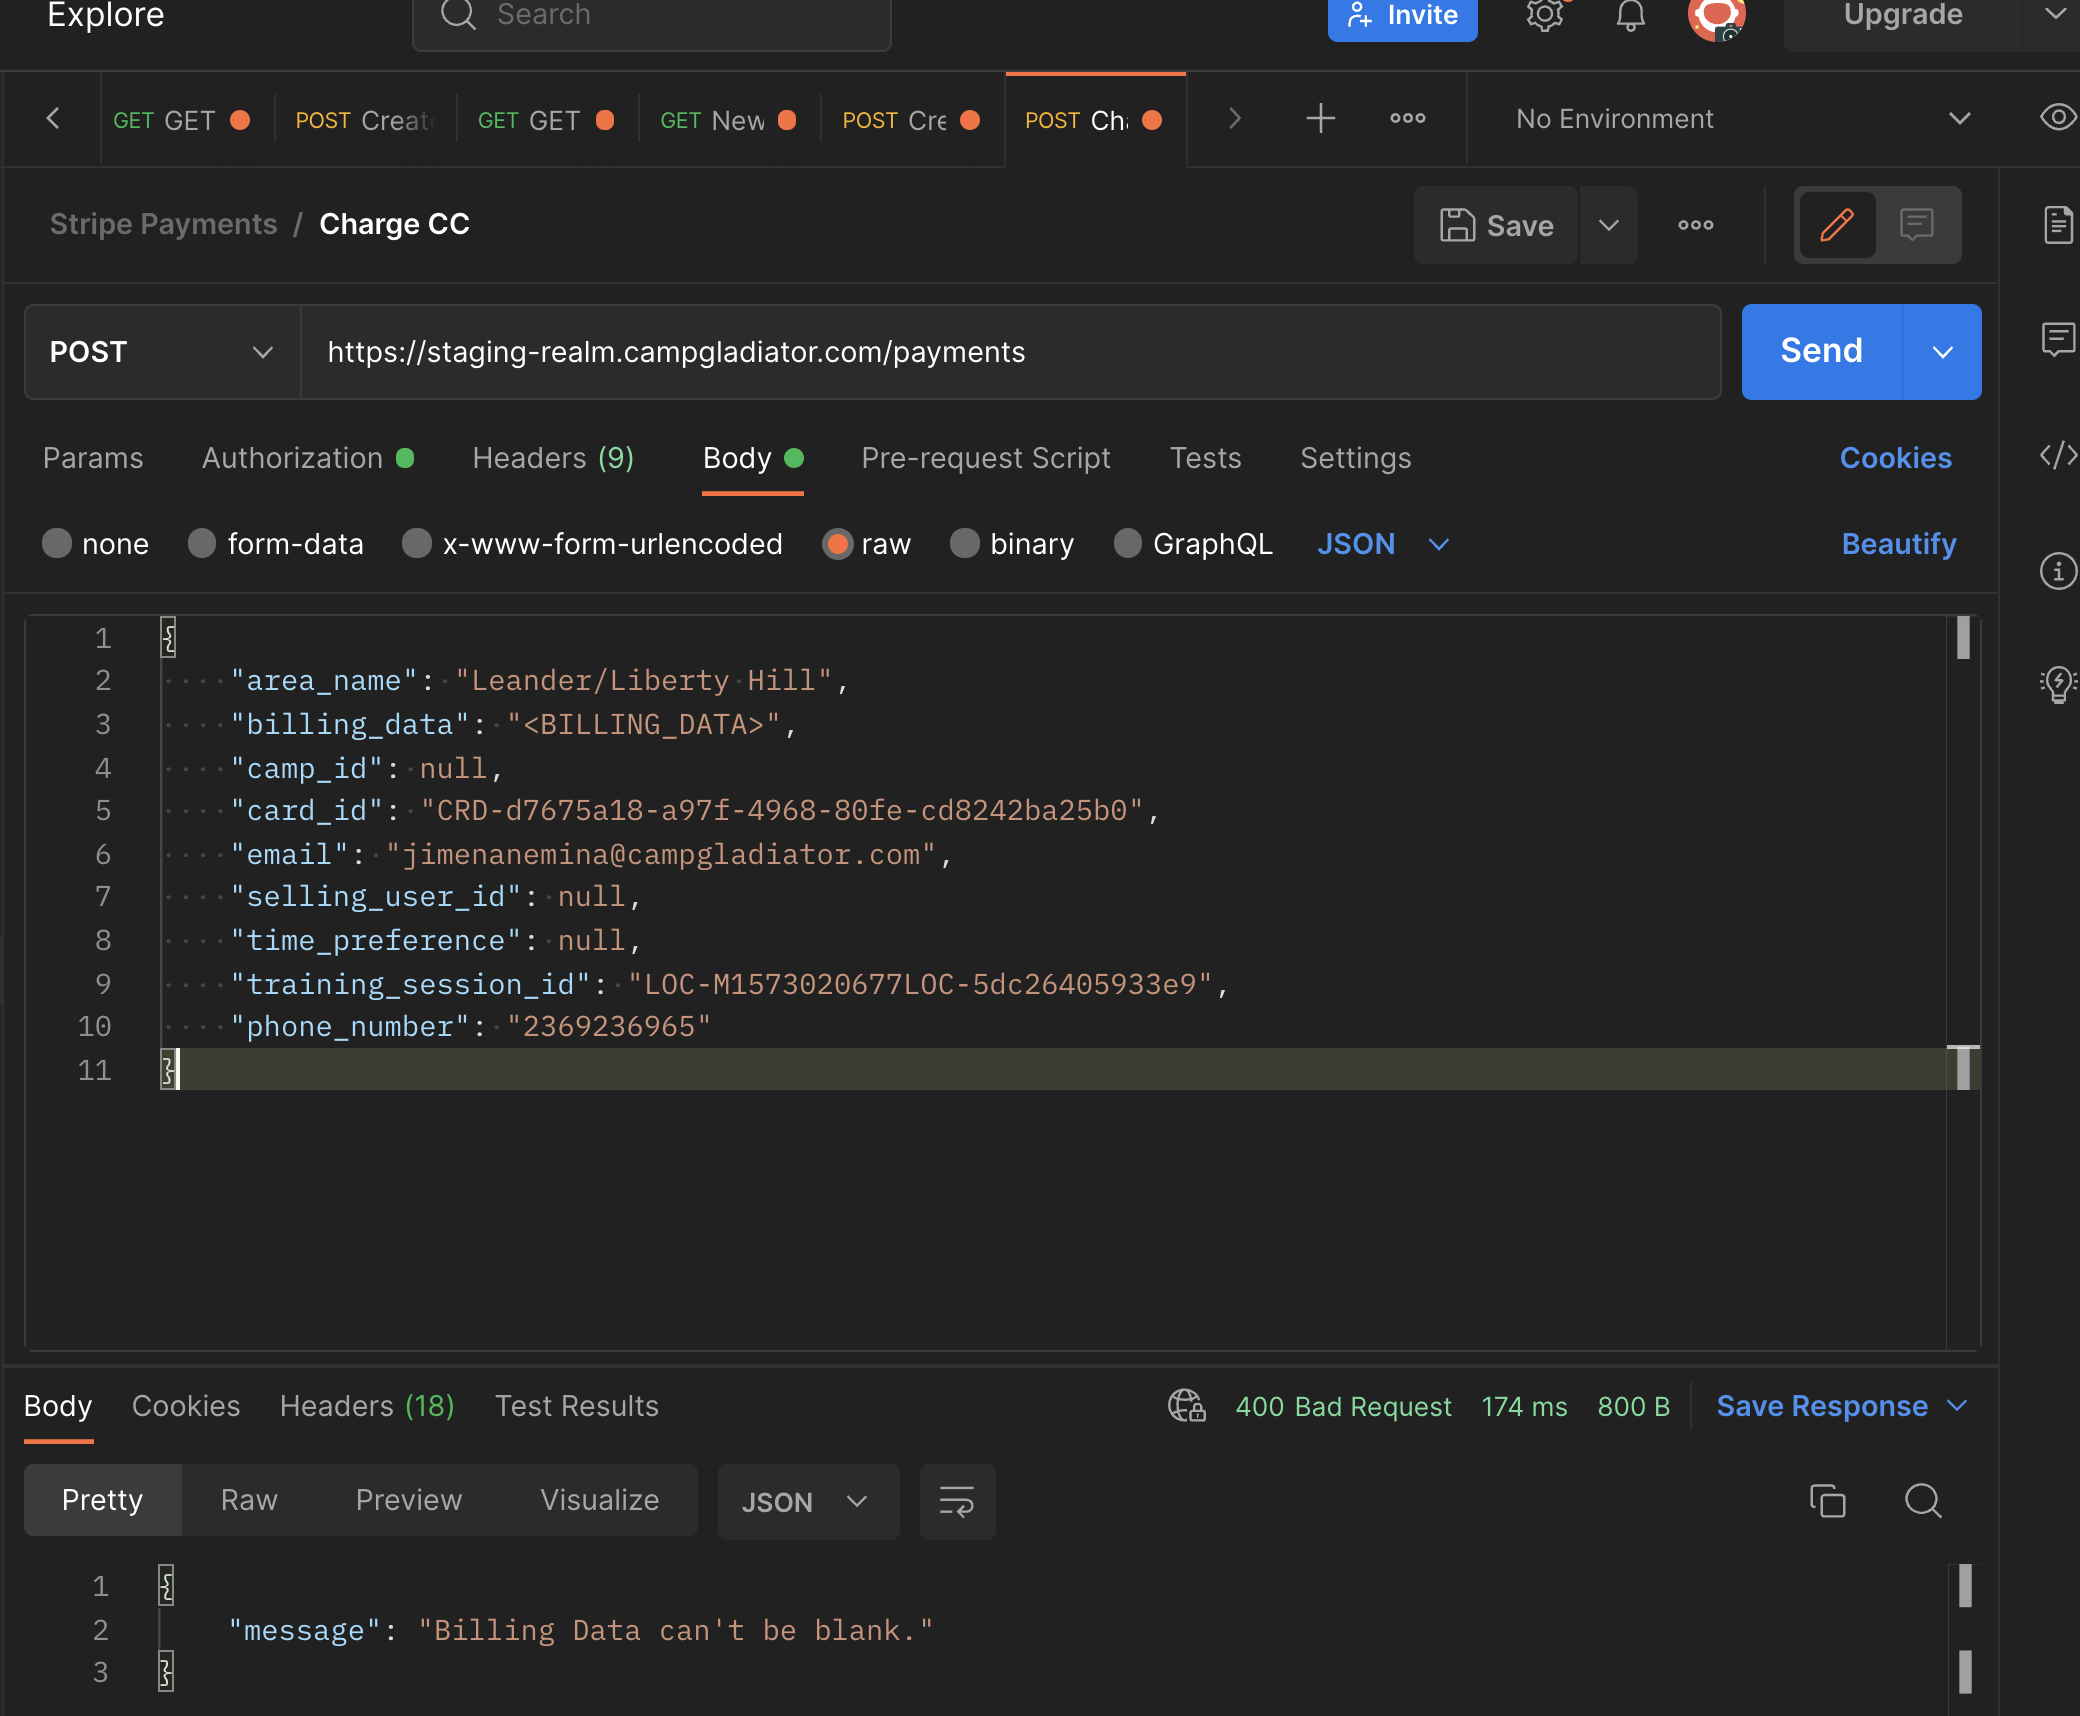 Explore
Search
Invite
Upgrade
GET GET
POST Creat
GET GET
GET New
POST Cre
POST Cha
No Environment
Stripe Payments / Charge CC
Save
POST
https://staging-realm.campgladiator.com/payments
Send
Params
Authorization
Headers (9)
Body
Pre-request Script
Tests
Settings
Cookies
none
form-data
x-www-form-urlencoded
raw
binary
GraphQL
JSON
Beautify
1 {
2 "area_name": "Leander/Liberty Hill",
3 "billing_data": "<BILLING_DATA>",
4 "camp_id": null,
5 "card_id": "CRD-d7675a18-a97f-4968-80fe-cd8242ba25b0",
6 "email": "jimenanemina@campgladiator.com",
7 "selling_user_id": null,
8 "time_preference": null,
9 "training_session_id": "LOC-M1573020677LOC-5dc26405933e9",
10 "phone_number": "2369236965"
11 }
Body
Cookies
Headers (18)
Test Results
400 Bad Request
174 ms
800 B
Save Response
Pretty
Raw
Preview
Visualize
JSON
1 {
2 "message": "Billing Data can't be blank."
3 }